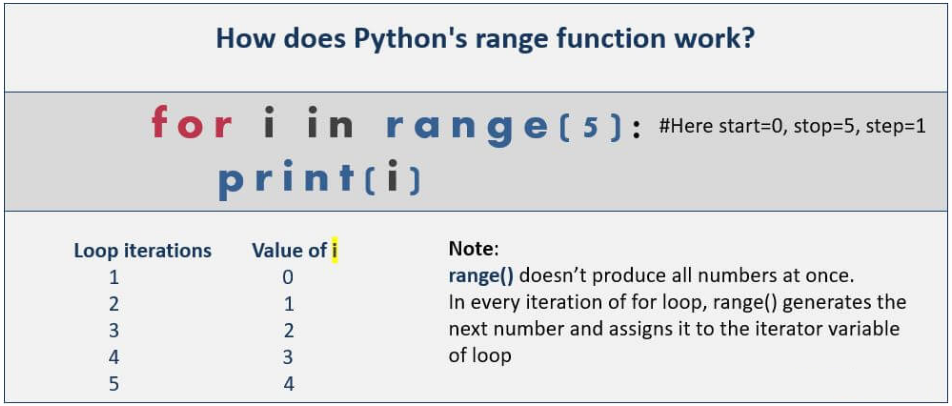 How does Python's range function work?
for i in range(5): #Here start=0, stop=5, step=1
print(i)
Loop iterations Value of i
1 0
2 1
3 2
4 3
5 4
Note:
range() doesn’t produce all numbers at once.
In every iteration of for loop, range() generates the
next number and assigns it to the iterator variable
of loop